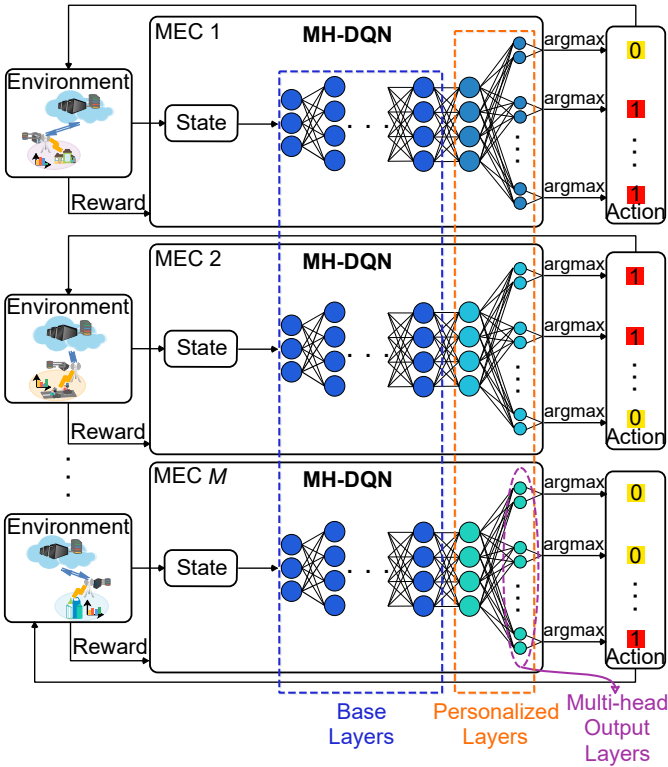 MEC 1
MH-DQN
argmax
Environment
0
State
argmax
1
. . .
Reward
argmax
1
Action
MEC 2
MH-DQN
argmax
Environment
1
State
argmax
1
. . .
Reward
argmax
0
Action
MEC M
MH-DQN
argmax
Environment
0
State
argmax
0
. . .
Reward
argmax
1
Action
Base
Layers
Personalized
Layers
Multi-head
Output
Layers